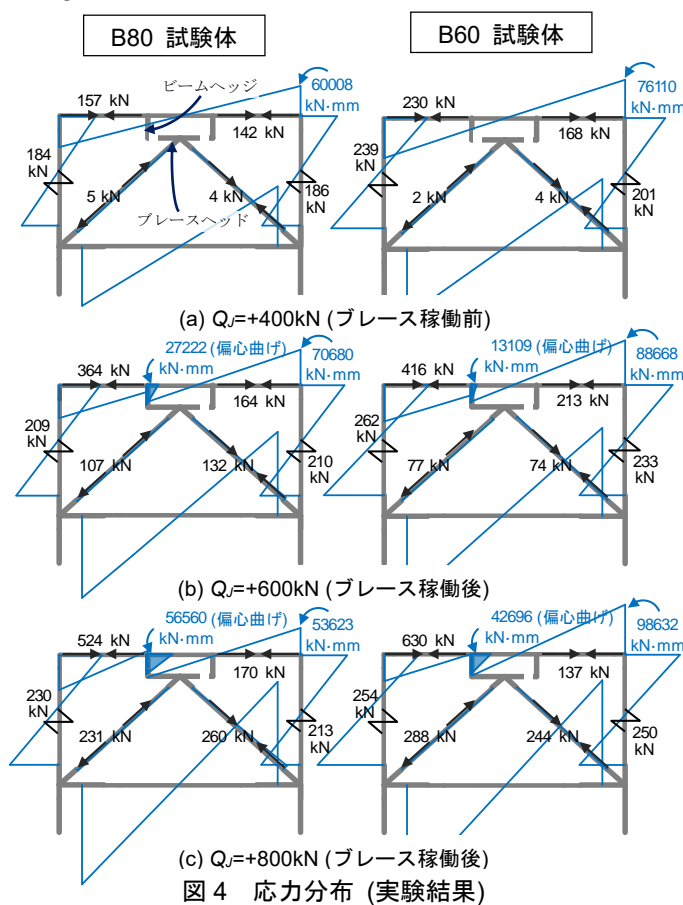 B80 試験体
B60 試験体
157 kN
ビームヘッジ
60008
kN·mm
142 kN
184
kN
5 kN
4 kN
186
kN
ブレースヘッド
230 kN
76110
kN·mm
168 kN
239
kN
2 kN
4 kN
201
kN
(a) QJ=+400kN (ブレース稼働前)
27222 (偏心曲げ)
kN·mm
364 kN
70680
kN·mm
164 kN
209
kN
107 kN
132 kN
210
kN
13109 (偏心曲げ)
kN·mm
416 kN
88668
kN·mm
213 kN
262
kN
77 kN
74 kN
233
kN
(b) QJ=+600kN (ブレース稼働後)
56560 (偏心曲げ)
kN·mm
524 kN
53623
kN·mm
170 kN
230
kN
231 kN
260 kN
213
kN
42696 (偏心曲げ)
kN·mm
630 kN
98632
kN·mm
137 kN
254
kN
288 kN
244 kN
250
kN
(c) QJ=+800kN (ブレース稼働後)
図 4 応力分布 (実験結果)